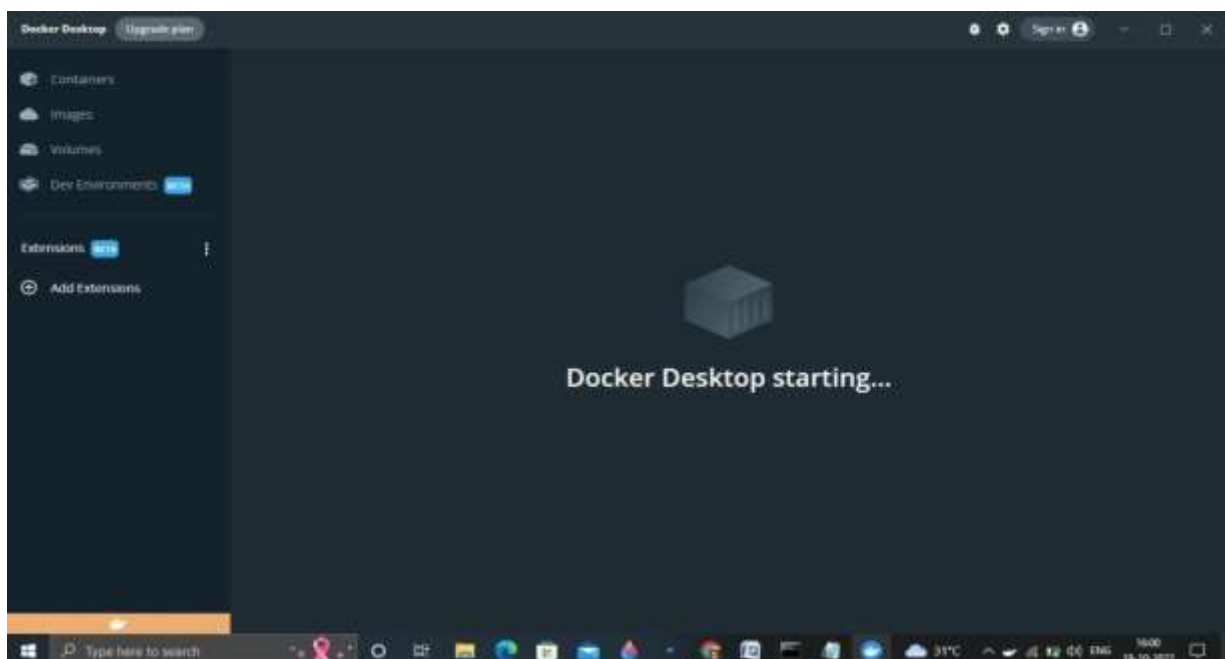 Docker Desktop Upgrade plan
Sign in
Containers
Images
Volumes
Dev Environments BETA
Extensions BETA
Add Extensions
Docker Desktop starting...
Type here to search
31°C
ENG
16:00